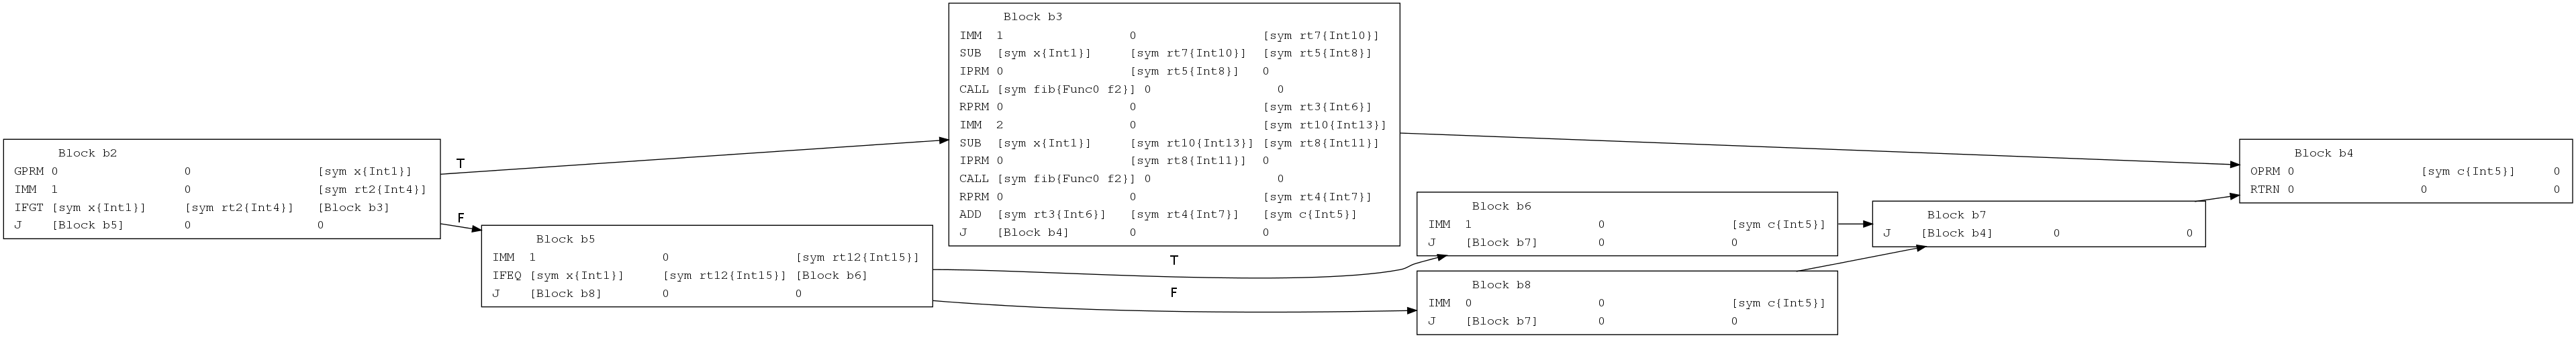 Block b2
GPRM 0 0 [sym x{Int1}]
IMM 1 0 [sym rt2{Int4}]
IFGT [sym x{Int1}] [sym rt2{Int4}] [Block b3]
J [Block b5] 0 0
T
F
Block b3
IMM 1 0 [sym rt7{Int10}]
SUB [sym x{Int1}] [sym rt7{Int10}] [sym rt5{Int8}]
IPRM 0 [sym rt5{Int8}] 0
CALL [sym fib{Func0 f2}] 0 0
RPRM 0 0 [sym rt3{Int6}]
IMM 2 0 [sym rt10{Int13}]
SUB [sym x{Int1}] [sym rt10{Int13}] [sym rt8{Int11}]
IPRM 0 [sym rt8{Int11}] 0
CALL [sym fib{Func0 f2}] 0 0
RPRM 0 0 [sym rt4{Int7}]
ADD [sym rt3{Int6}] [sym rt4{Int7}] [sym c{Int5}]
J [Block b4] 0 0
Block b5
IMM 1 0 [sym rt12{Int15}]
IFEQ [sym x{Int1}] [sym rt12{Int15}] [Block b6]
J [Block b8] 0 0
T
F
Block b6
IMM 1 0 [sym c{Int5}]
J [Block b7] 0 0
Block b8
IMM 0 0 [sym c{Int5}]
J [Block b7] 0 0
Block b7
J [Block b4] 0 0
Block b4
OPRM 0 [sym c{Int5}] 0
RTRN 0 0 0